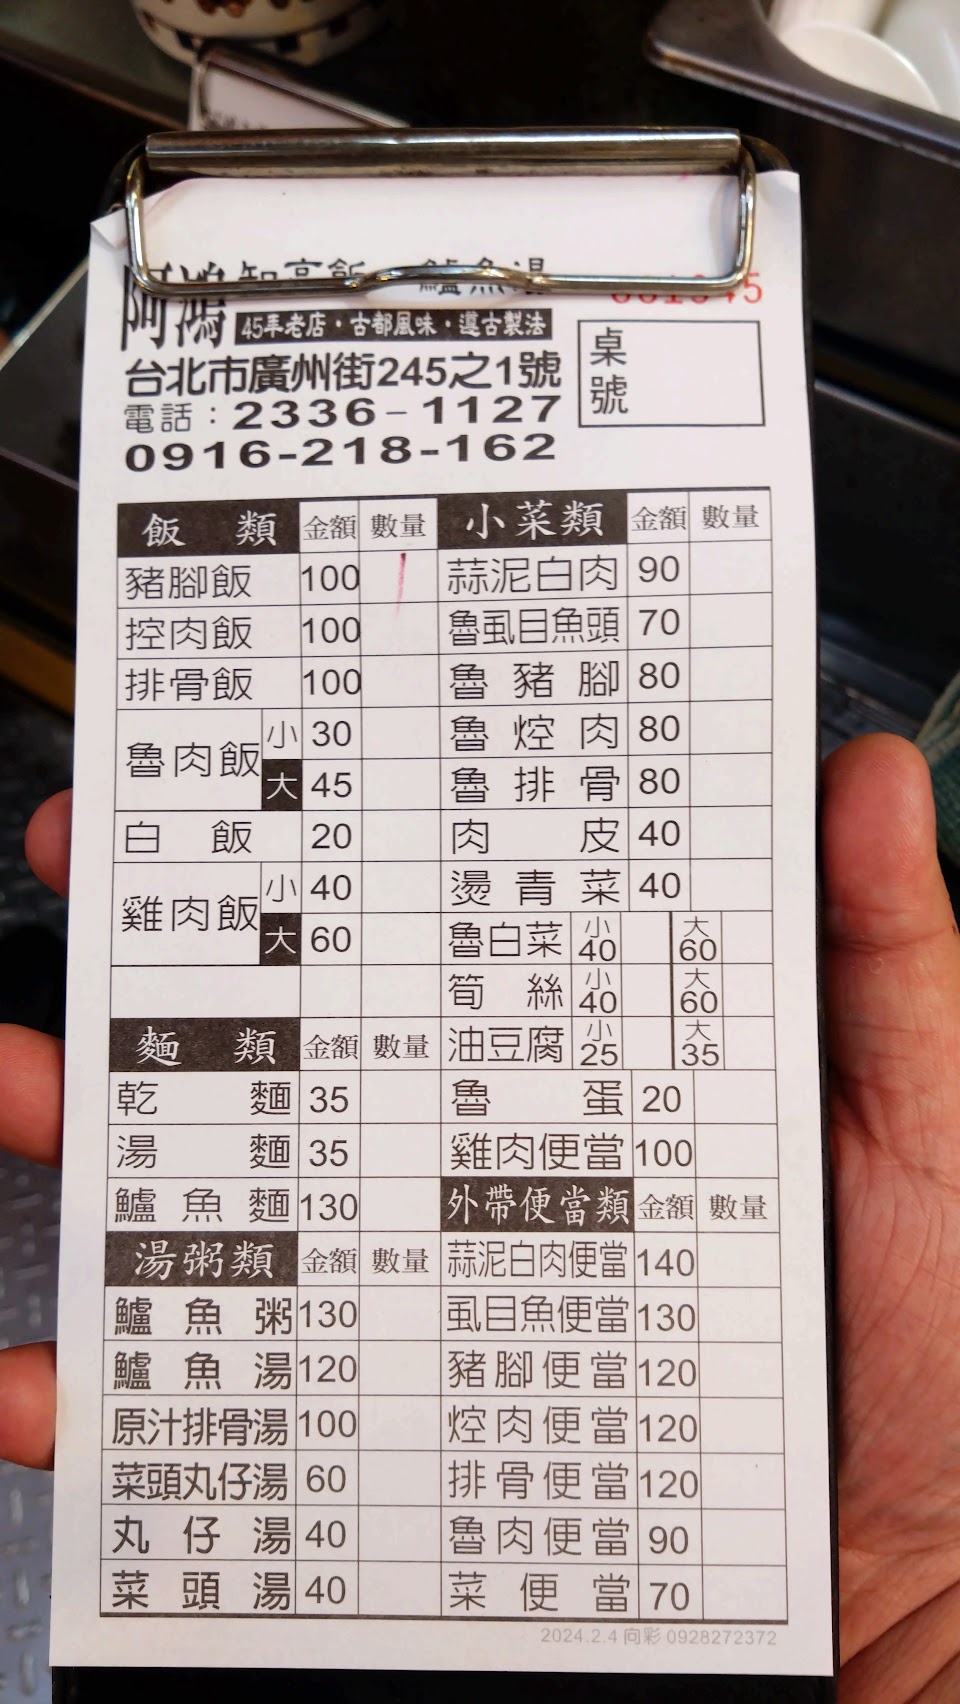 阿鴻 知高飯 鱸魚湯
45年老店・古都風味・遵古製法
台北市廣州街245之1號
電話：2336-1127
0916-218-162
桌號
飯類 金額 數量
豬腳飯 100
控肉飯 100
排骨飯 100
魯肉飯 小 30
大 45
白飯 20
雞肉飯 小 40
大 60
麵類 金額 數量
乾麵 35
湯麵 35
鱸魚麵 130
湯粥類 金額 數量
鱸魚粥 130
鱸魚湯 120
原汁排骨湯 100
菜頭丸仔湯 60
丸仔湯 40
菜頭湯 40
小菜類 金額 數量
蒜泥白肉 90
魯虱目魚頭 70
魯豬腳 80
魯焢肉 80
魯排骨 80
肉皮 40
燙青菜 40
魯白菜 小 40 大 60
筍絲 小 40 大 60
油豆腐 小 25 大 35
魯蛋 20
雞肉便當 100
外帶便當類 金額 數量
蒜泥白肉便當 140
虱目魚便當 130
豬腳便當 120
焢肉便當 120
排骨便當 120
魯肉便當 90
菜便當 70
2024.2.4 向彩 0928272372